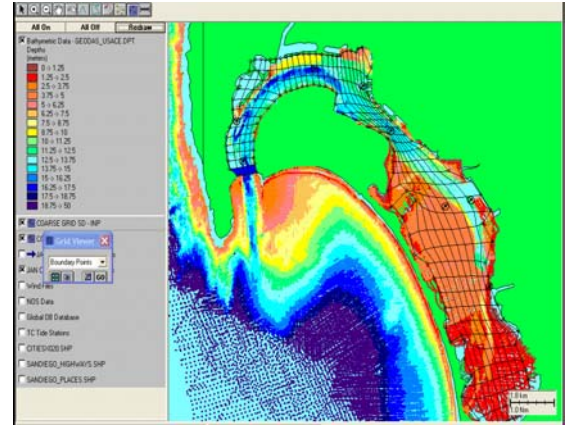 All On All Off Redraw
Bathymetric Data - GEODAS_USACE.DPT
Depths
(meters)
0 -> 1.25
1.25 -> 2.5
2.5 -> 3.75
3.75 -> 5
5 -> 6.25
6.25 -> 7.5
7.5 -> 8.75
8.75 -> 10
10 -> 11.25
11.25 -> 12.5
12.5 -> 13.75
13.75 -> 15
15 -> 16.25
16.25 -> 17.5
17.5 -> 18.75
18.75 -> 50
COARSE GRID SD - INP
Grid Viewer
Boundary Points
GO
JAN
Wind Files
NOS Data
Global DB Database
TC Tide Stations
CITIESX020.SHP
SANDIEGO_HIGHWAYS.SHP
SANDIEGO_PLACES.SHP
1.0 km
1.0 Nm